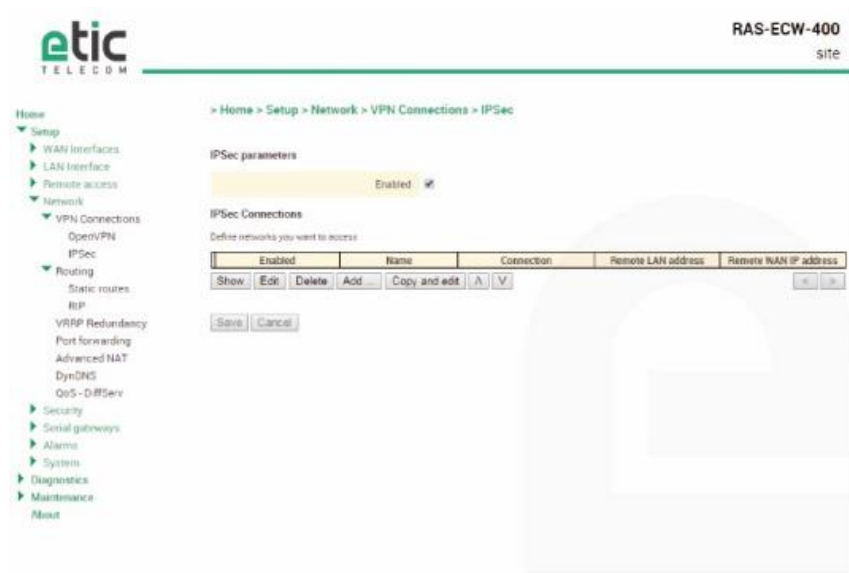 etic
TELECOM
RAS-ECW-400
site
Home
Setup
WAN Interfaces
LAN Interface
Remote access
Network
VPN Connections
OpenVPN
IPSec
Routing
Static routes
RIP
VRRP Redundancy
Port forwarding
Advanced NAT
DynDNS
QoS - DiffServ
Security
Serial gateways
Alarms
System
Diagnostics
Maintenance
About
> Home > Setup > Network > VPN Connections > IPSec
IPSec parameters
Enabled
IPSec Connections
Define networks you want to access
Enabled Name Connection Remote LAN address Remote WAN IP address
Show Edit Delete Add ... Copy and edit Λ V < >
Save Cancel